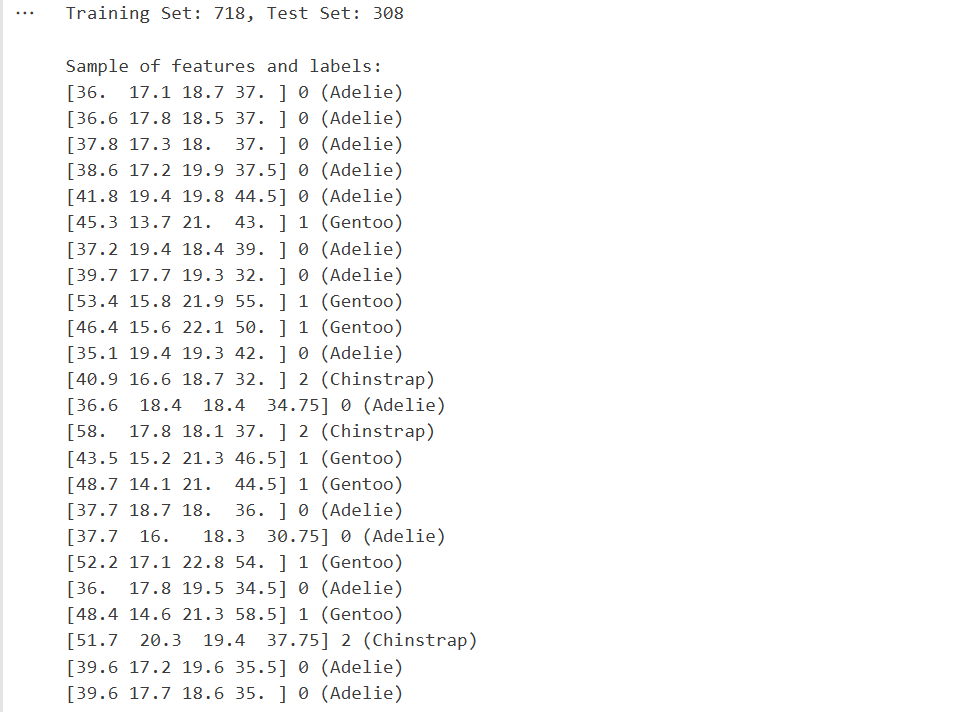 ...
Training Set: 718, Test Set: 308
Sample of features and labels:
[36.  17.1 18.7 37. ] 0 (Adelie)
[36.6 17.8 18.5 37. ] 0 (Adelie)
[37.8 17.3 18.  37. ] 0 (Adelie)
[38.6 17.2 19.9 37.5] 0 (Adelie)
[41.8 19.4 19.8 44.5] 0 (Adelie)
[45.3 13.7 21.  43. ] 1 (Gentoo)
[37.2 19.4 18.4 39. ] 0 (Adelie)
[39.7 17.7 19.3 32. ] 0 (Adelie)
[53.4 15.8 21.9 55. ] 1 (Gentoo)
[46.4 15.6 22.1 50. ] 1 (Gentoo)
[35.1 19.4 19.3 42. ] 0 (Adelie)
[40.9 16.6 18.7 32. ] 2 (Chinstrap)
[36.6  18.4  18.4  34.75] 0 (Adelie)
[58.  17.8 18.1 37. ] 2 (Chinstrap)
[43.5 15.2 21.3 46.5] 1 (Gentoo)
[48.7 14.1 21.  44.5] 1 (Gentoo)
[37.7 18.7 18.  36. ] 0 (Adelie)
[37.7  16.   18.3  30.75] 0 (Adelie)
[52.2 17.1 22.8 54. ] 1 (Gentoo)
[36.  17.8 19.5 34.5] 0 (Adelie)
[48.4 14.6 21.3 58.5] 1 (Gentoo)
[51.7  20.3  19.4  37.75] 2 (Chinstrap)
[39.6 17.2 19.6 35.5] 0 (Adelie)
[39.6 17.7 18.6 35. ] 0 (Adelie)